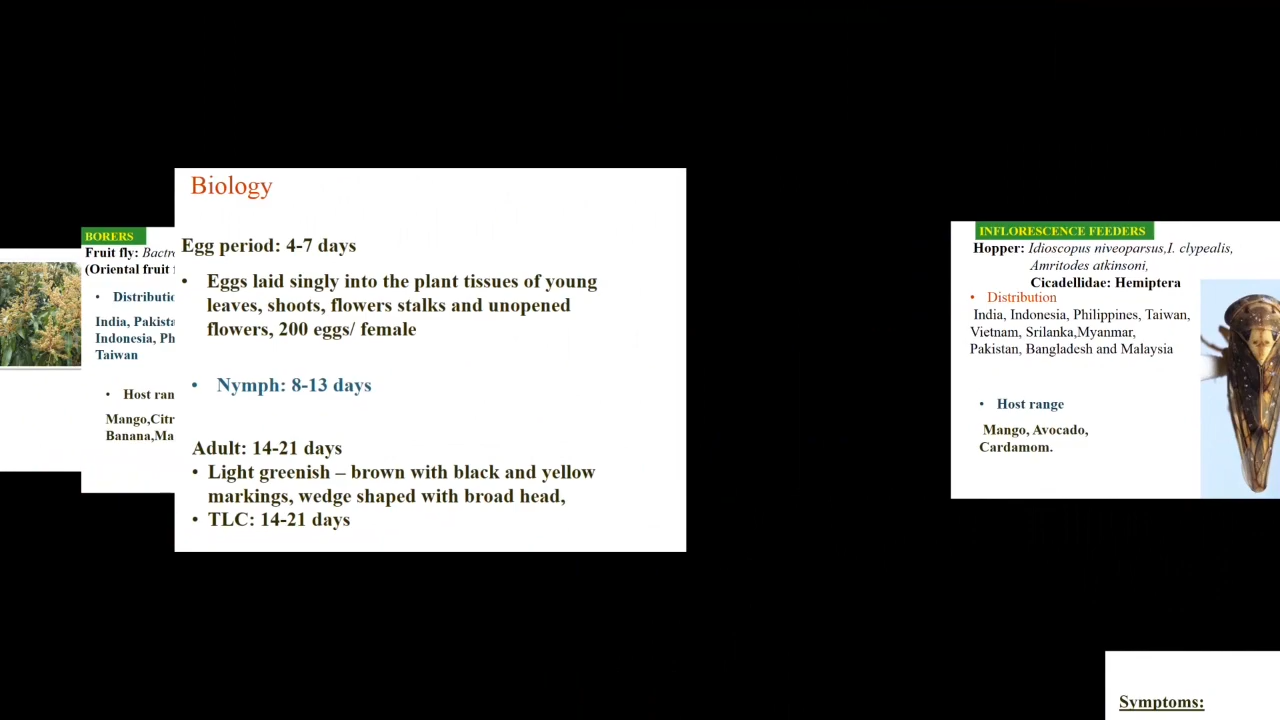 BORERS
Fruit fly:
(Oriental fruit
• Distributio
India, Pakista
Indonesia, Ph
Taiwan
• Host ran
Mango,Citr
Banana,Ma
Biology
Egg period: 4-7 days
• Eggs laid singly into the plant tissues of young
leaves, shoots, flowers stalks and unopened
flowers, 200 eggs/ female
• Nymph: 8-13 days
Adult: 14-21 days
• Light greenish – brown with black and yellow
markings, wedge shaped with broad head,
• TLC: 14-21 days
INFLORESCENCE FEEDERS
Hopper: Idioscopus niveoparsus,I. clypealis,
Amritodes atkinsoni,
Cicadellidae: Hemiptera
• Distribution
India, Indonesia, Philippines, Taiwan,
Vietnam, Srilanka,Myanmar,
Pakistan, Bangladesh and Malaysia
• Host range
Mango, Avocado,
Cardamom.
Symptoms: